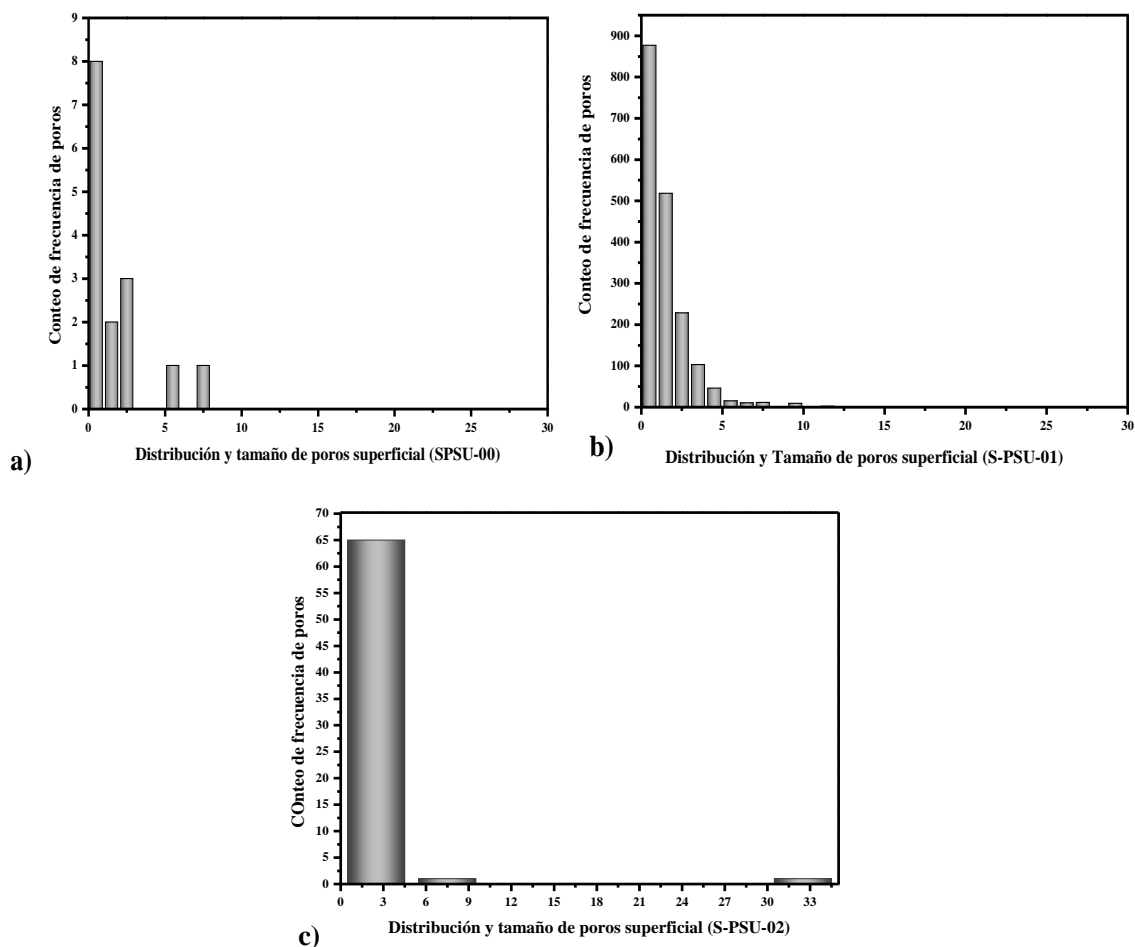 9
8
7
6
5
4
3
2
1
0
Conteo de frecuencia de poros
0 5 10 15 20 25 30
Distribución y tamaño de poros superficial (SPSU-00)
a)
900
800
700
600
500
400
300
200
100
0
Conteo de frecuencia de poros
0 5 10 15 20 25 30
Distribución y Tamaño de poros superficial (S-PSU-01)
b)
70
65
60
55
50
45
40
35
30
25
20
15
10
5
0
COnteo de frecuencia de poros
0 3 6 9 12 15 18 21 24 27 30 33
Distribución y tamaño de poros superficial (S-PSU-02)
c)